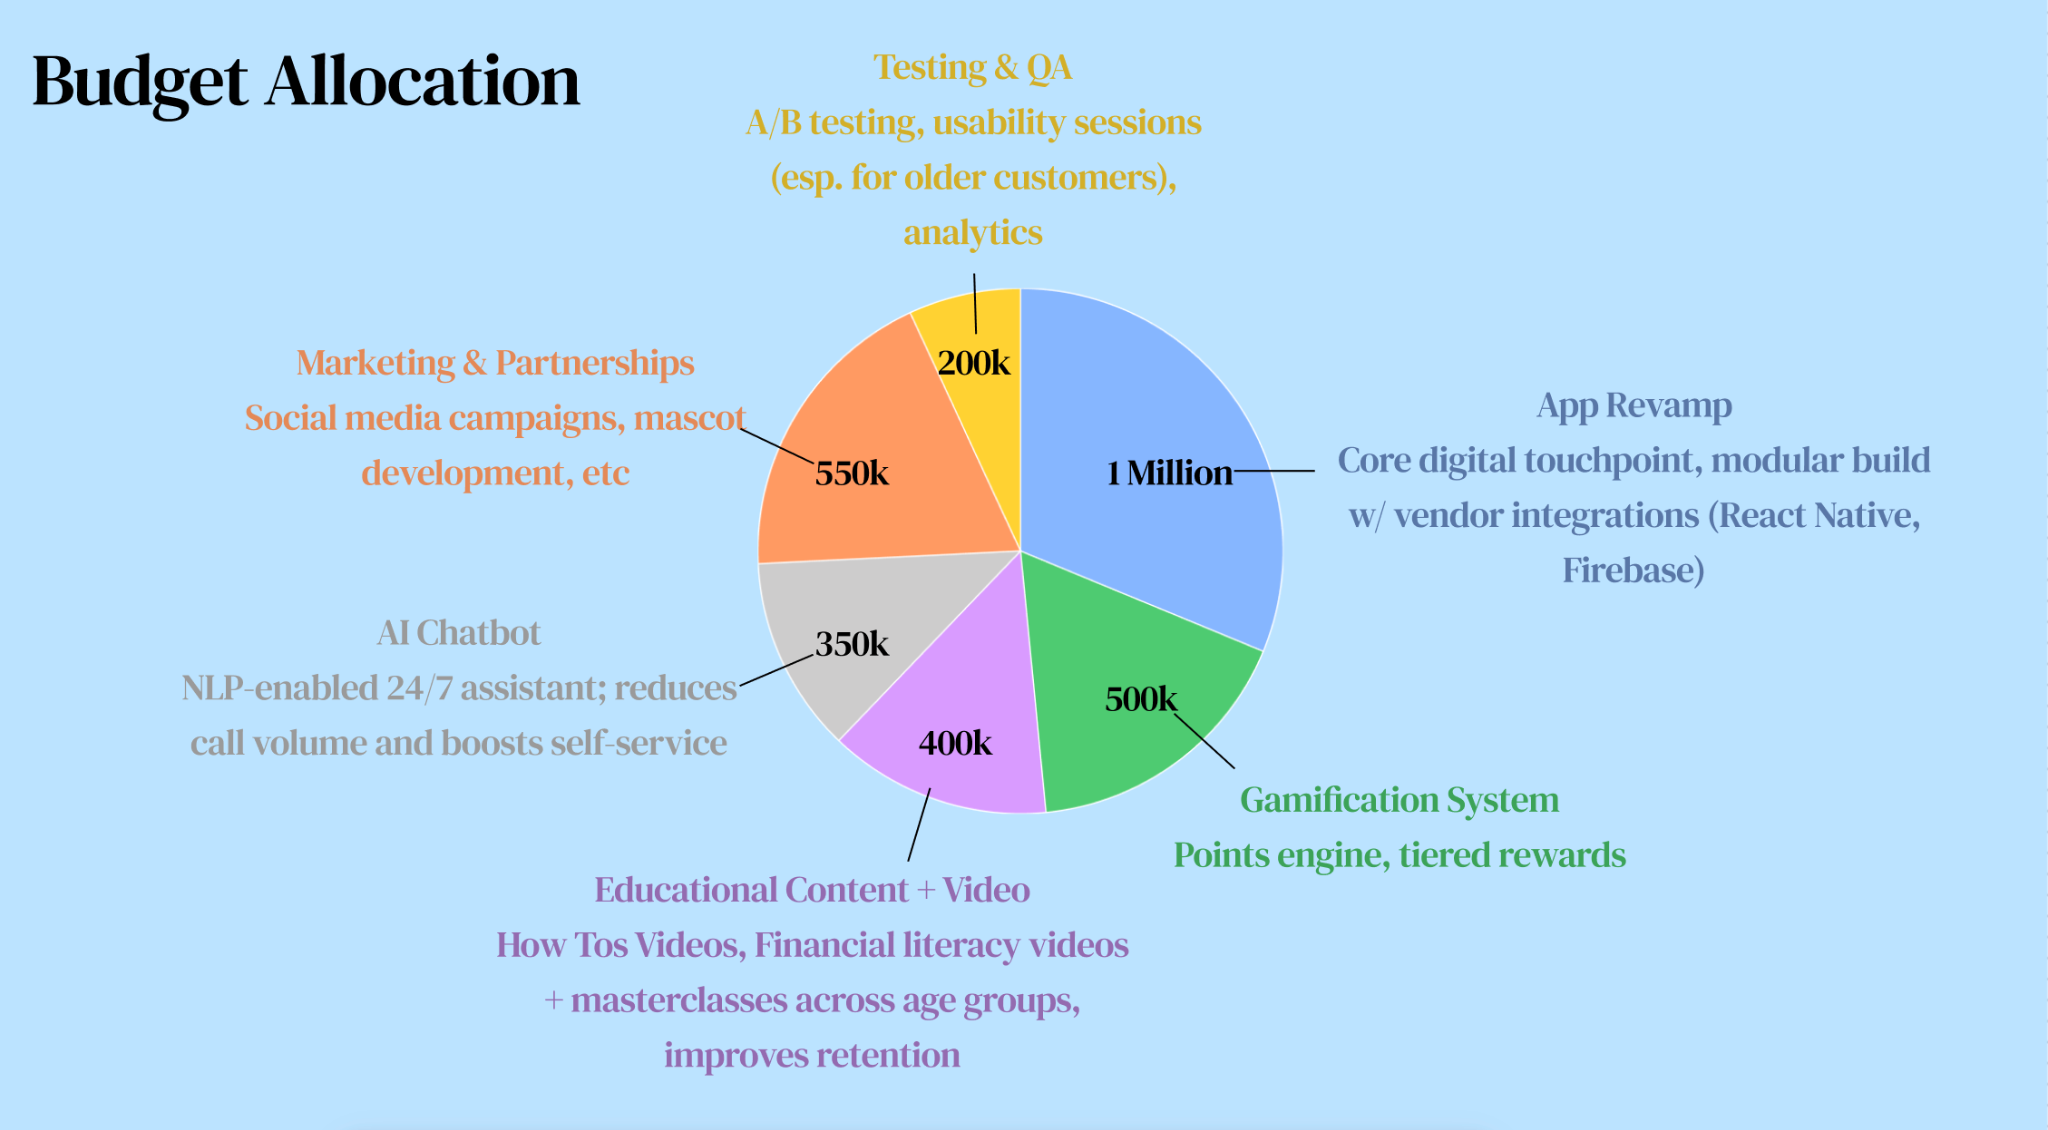 Budget Allocation
Testing & QA
A/B testing, usability sessions
(esp. for older customers),
analytics
200k
Marketing & Partnerships
Social media campaigns, mascot
development, etc
550k
1 Million
App Revamp
Core digital touchpoint, modular build
w/ vendor integrations (React Native,
Firebase)
AI Chatbot
NLP-enabled 24/7 assistant; reduces
call volume and boosts self-service
350k
500k
400k
Gamification System
Points engine, tiered rewards
Educational Content + Video
How Tos Videos, Financial literacy videos
+ masterclasses across age groups,
improves retention